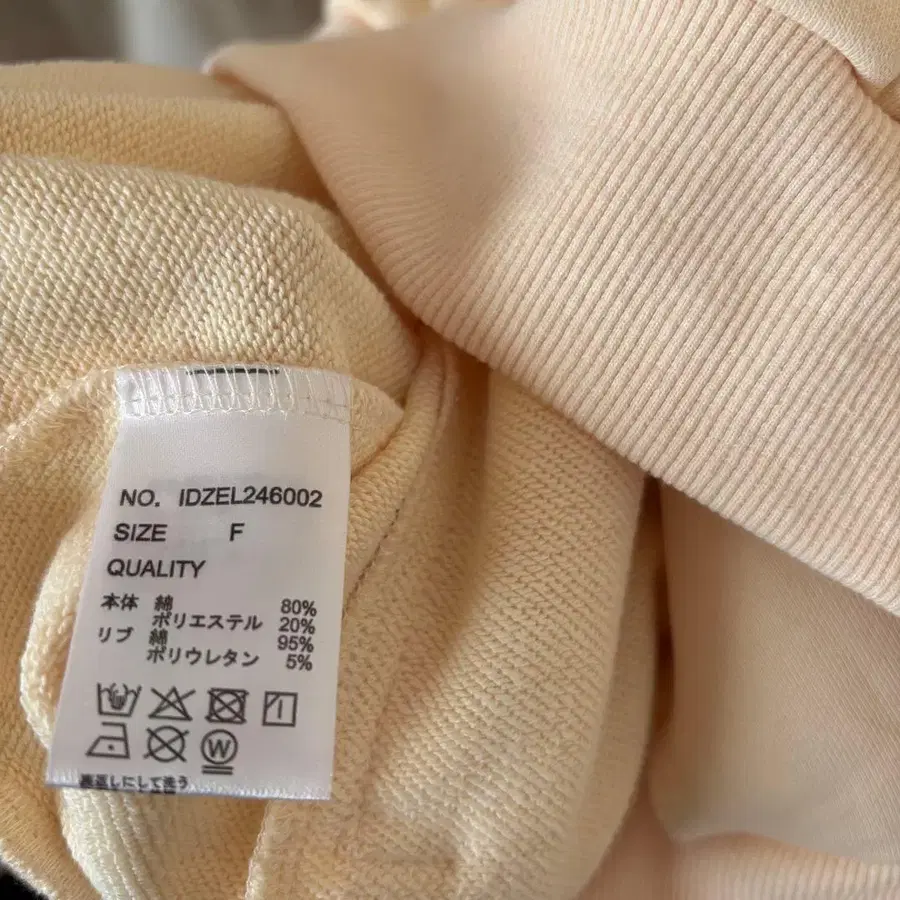 NO. IDZEL246002
SIZE F
QUALITY
本体 綿 80%
ポリエステル 20%
リブ 綿 95%
ポリウレタン 5%
W
裏返しにして洗う